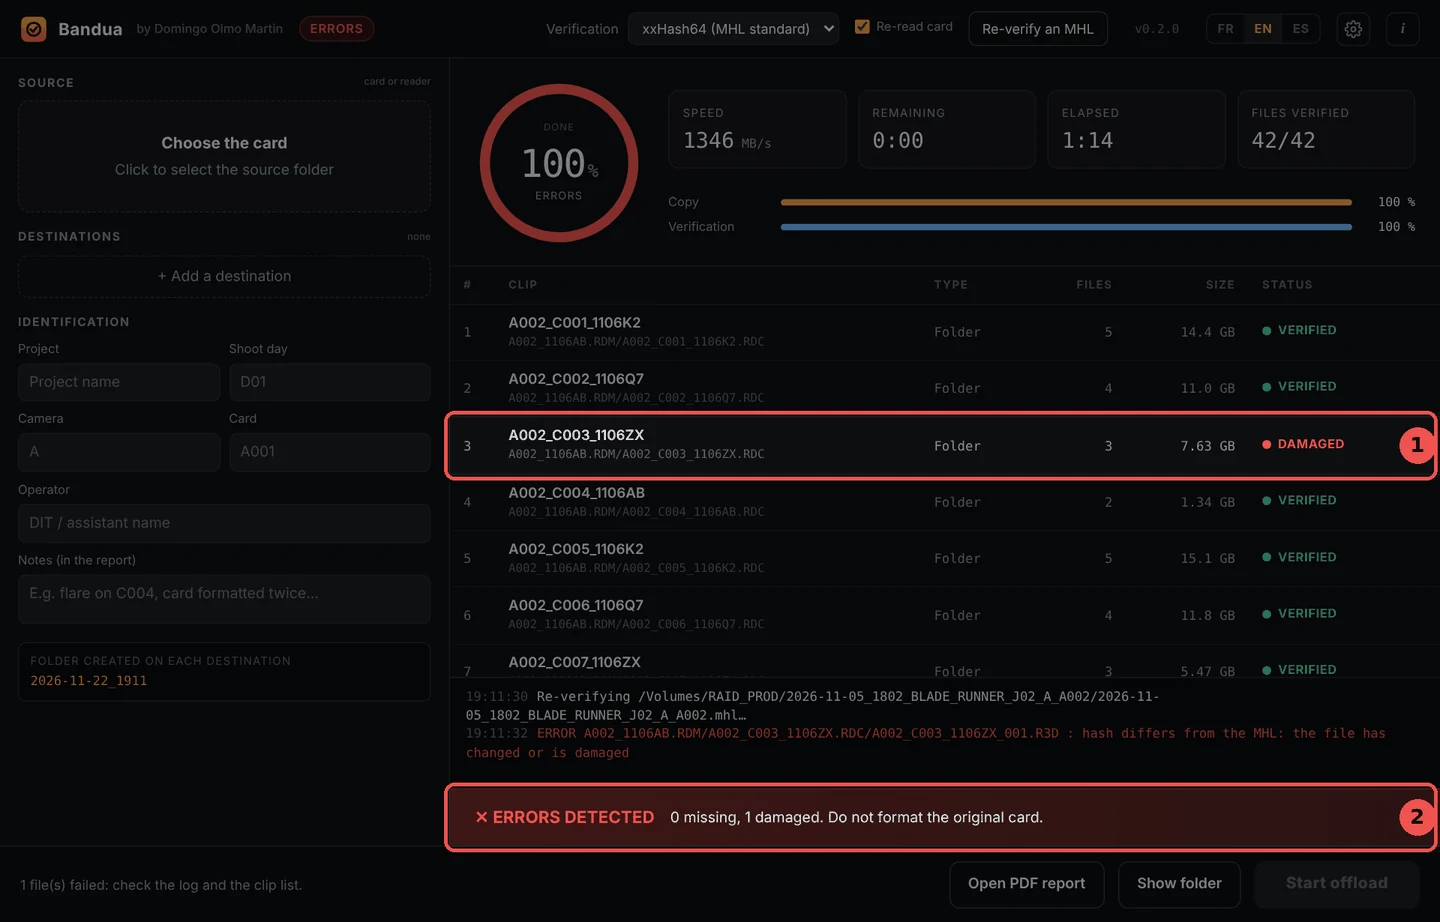 Bandua by Domingo Olmo Martin ERRORS
Verification xxHash64 (MHL standard) Re-read card Re-verify an MHL v0.2.0 FR EN ES i
SOURCE card or reader
Choose the card
Click to select the source folder
DESTINATIONS none
+ Add a destination
IDENTIFICATION
Project Shoot day
Project name D01
Camera Card
A A001
Operator
DIT / assistant name
Notes (in the report)
E.g. flare on C004, card formatted twice...
FOLDER CREATED ON EACH DESTINATION
2026-11-22_1911
DONE
100%
ERRORS
SPEED
1346 MB/s
REMAINING
0:00
ELAPSED
1:14
FILES VERIFIED
42/42
Copy 100 %
Verification 100 %
# CLIP TYPE FILES SIZE STATUS
1 A002_C001_1106K2 Folder 5 14.4 GB VERIFIED
A002_1106AB.RDM/A002_C001_1106K2.RDC
2 A002_C002_1106Q7 Folder 4 11.0 GB VERIFIED
A002_1106AB.RDM/A002_C002_1106Q7.RDC
3 A002_C003_1106ZX Folder 3 7.63 GB DAMAGED 1
A002_1106AB.RDM/A002_C003_1106ZX.RDC
4 A002_C004_1106AB Folder 2 1.34 GB VERIFIED
A002_1106AB.RDM/A002_C004_1106AB.RDC
5 A002_C005_1106K2 Folder 5 15.1 GB VERIFIED
A002_1106AB.RDM/A002_C005_1106K2.RDC
6 A002_C006_1106Q7 Folder 4 11.8 GB VERIFIED
A002_1106AB.RDM/A002_C006_1106Q7.RDC
7 A002_C007_1106ZX Folder 3 5.47 GB VERIFIED
19:11:30 Re-verifying /Volumes/RAID_PROD/2026-11-05_1802_BLADE_RUNNER_J02_A_A002/2026-11-
05_1802_BLADE_RUNNER_J02_A_A002.mhl…
19:11:32 ERROR A002_1106AB.RDM/A002_C003_1106ZX.RDC/A002_C003_1106ZX_001.R3D : hash differs from the MHL: the file has
changed or is damaged
✕ ERRORS DETECTED 0 missing, 1 damaged. Do not format the original card. 2
1 file(s) failed: check the log and the clip list.
Open PDF report Show folder Start offload